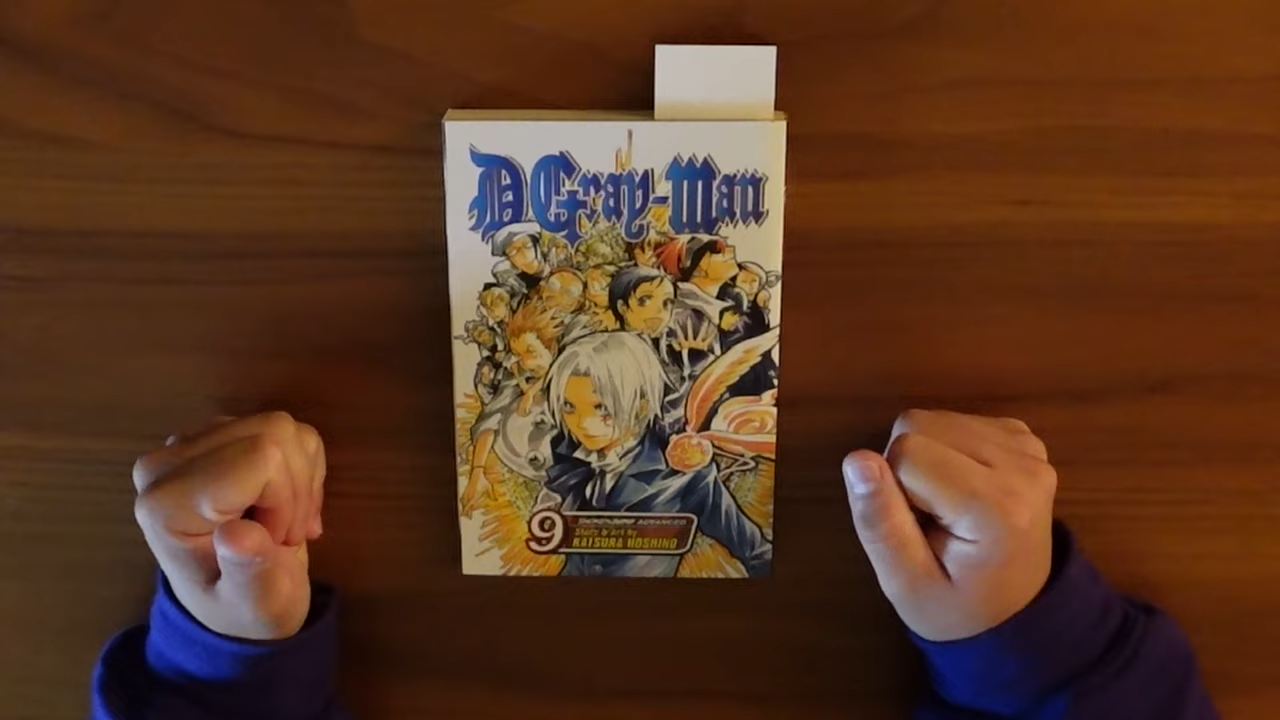 D.Gray-Man
9
SHONEN JUMP ADVANCED
Story & Art by
KATSURA HOSHINO